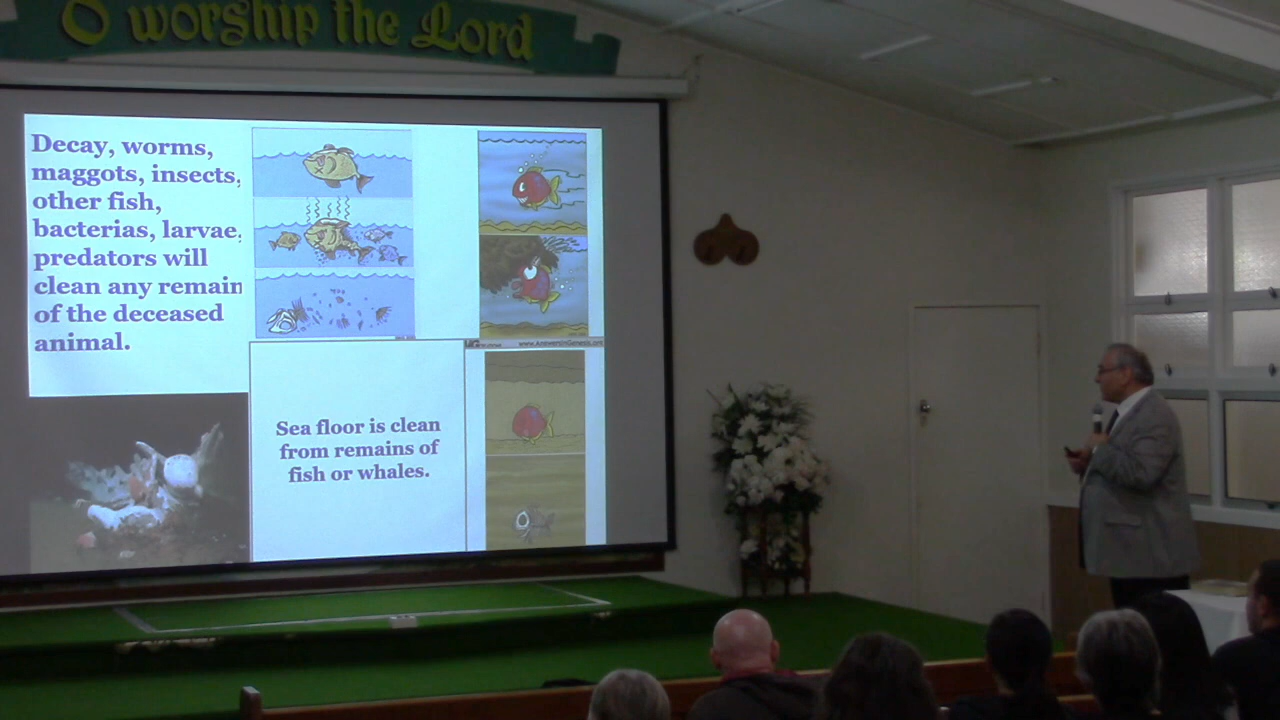 O worship the Lord
Decay, worms,
maggots, insects,
other fish,
bacterias, larvae,
predators will
clean any remain
of the deceased
animal.
www.AnswersInGenesis.org
Sea floor is clean
from remains of
fish or whales.